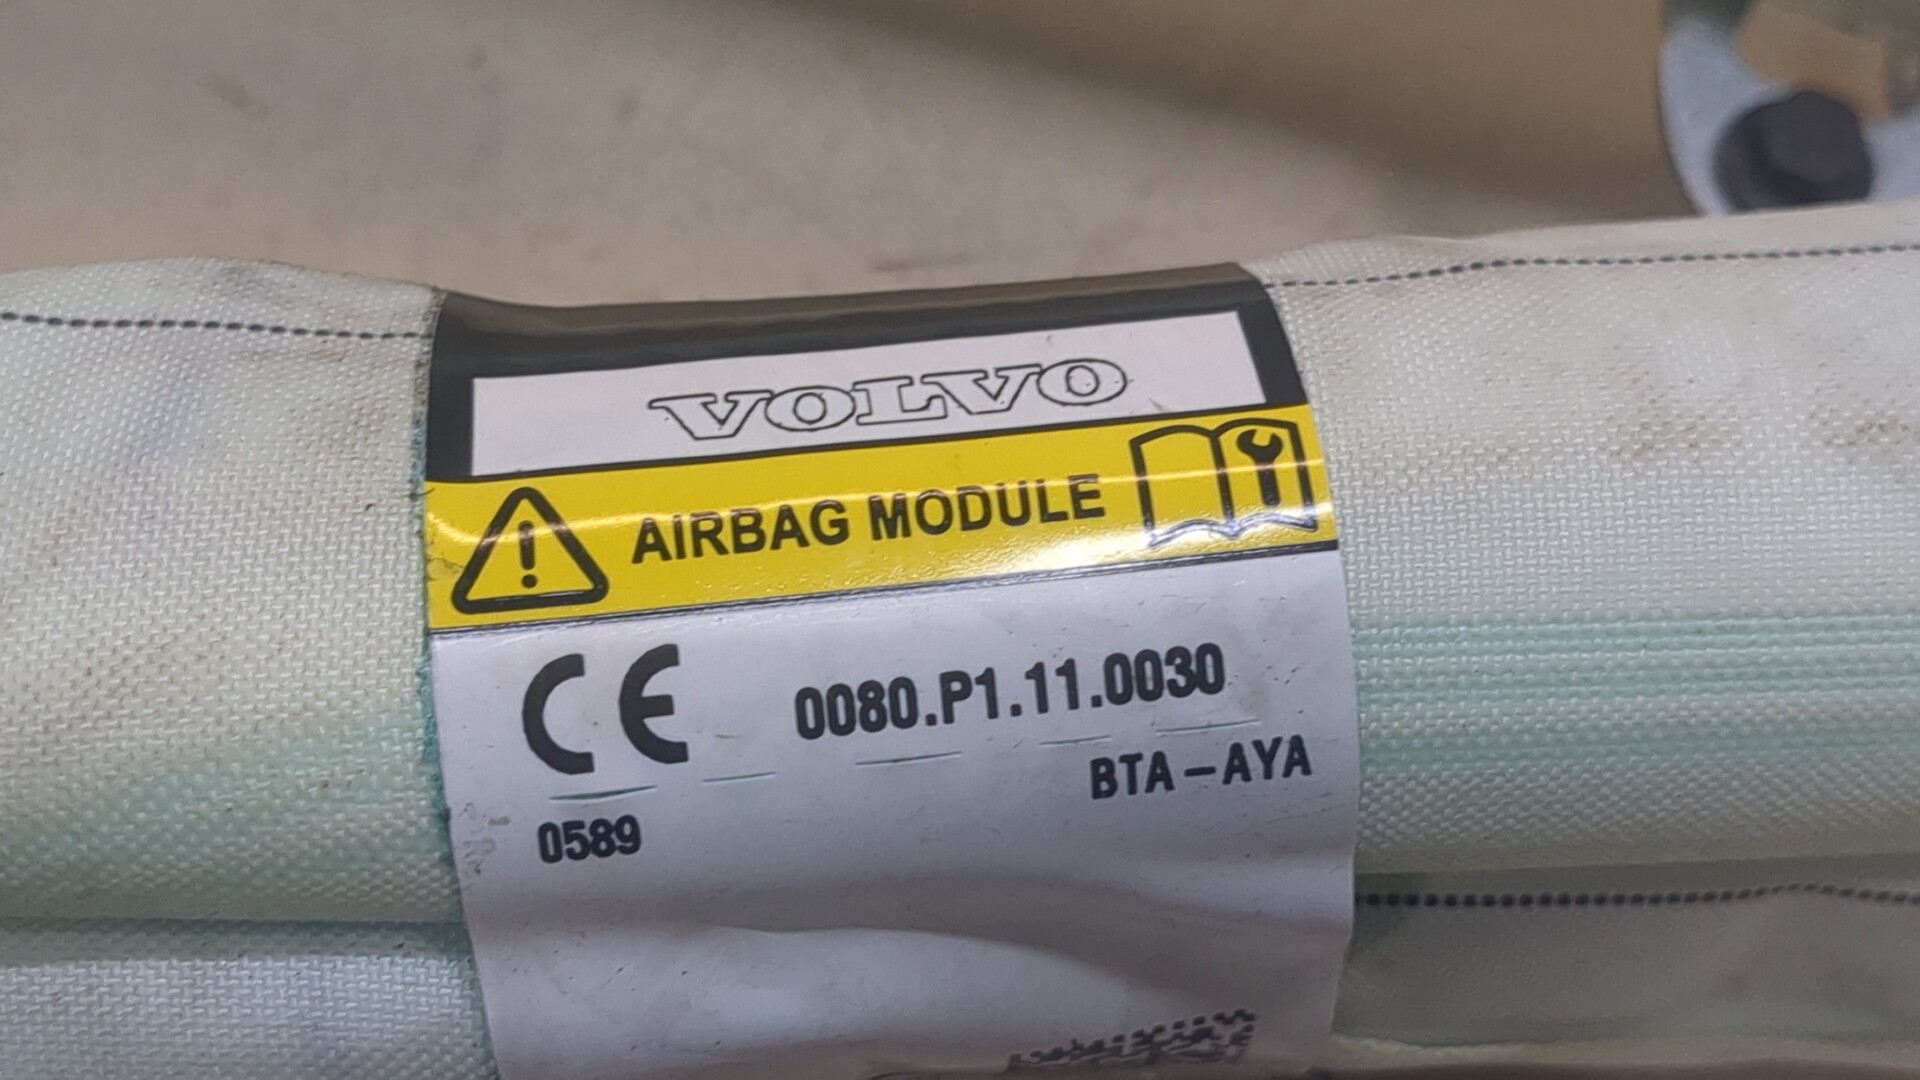 VOLVO
AIRBAG MODULE
CE 0080.P1.11.0030
BTA-AYA
0589